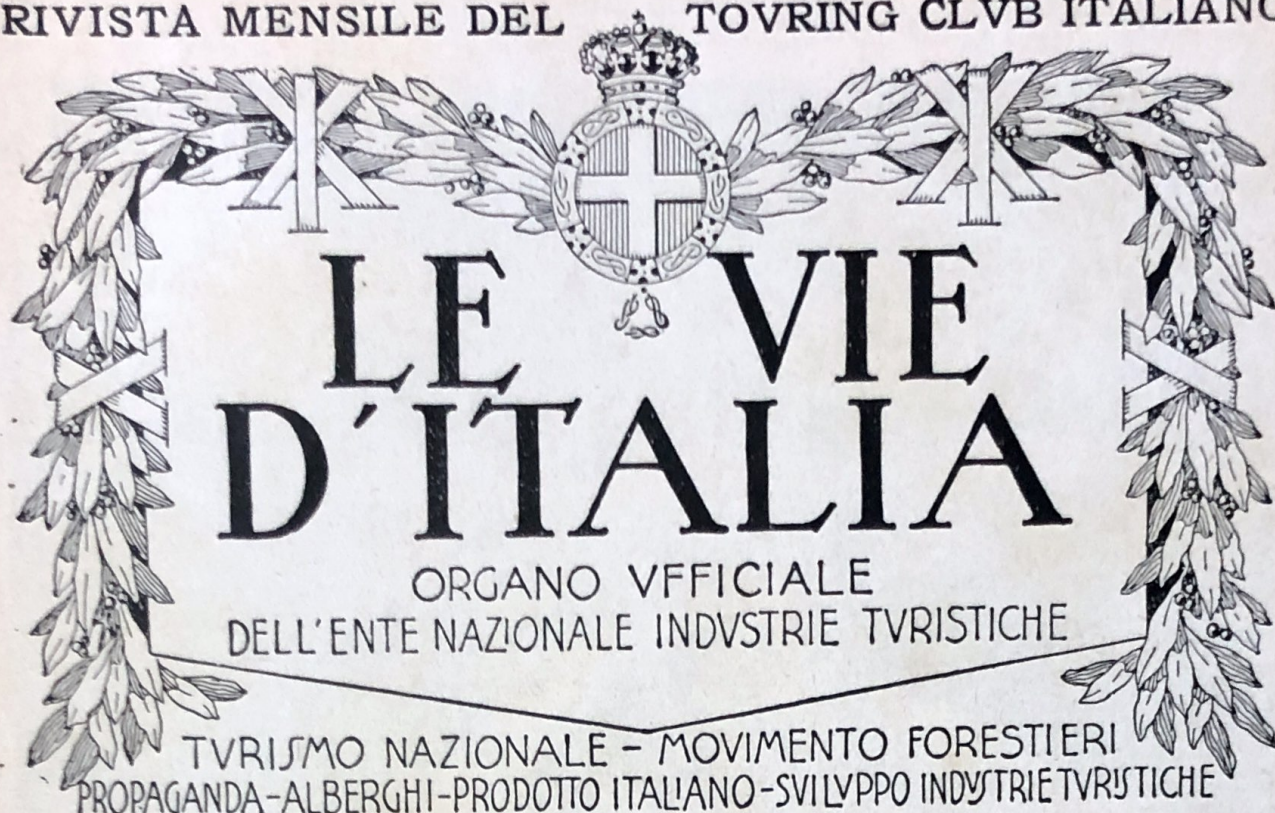 RIVISTA MENSILE DEL TOVRING CLVB ITALIANO
LE VIE
D'ITALIA
ORGANO VFFICIALE
DELL'ENTE NAZIONALE INDVSTRIE TVRISTICHE
TVRISMO NAZIONALE - MOVIMENTO FORESTIERI
PROPAGANDA-ALBERGHI-PRODOTTO ITALIANO-SVILVPPO INDVSTRIE TVRISTICHE